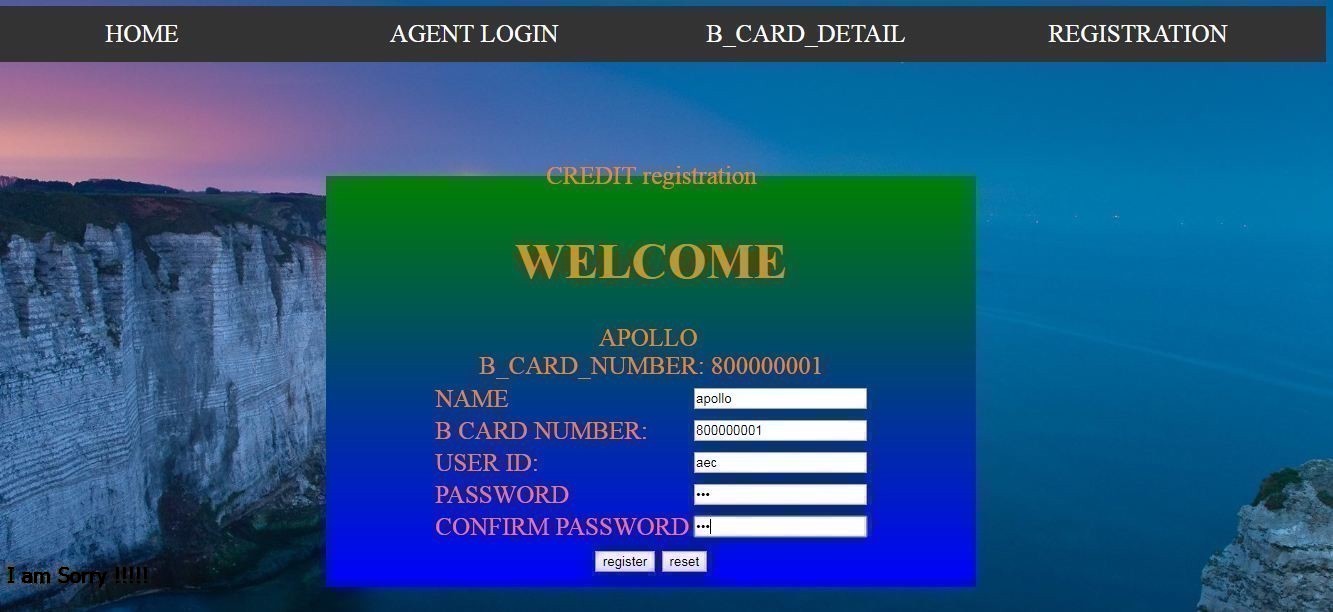 HOME AGENT LOGIN B_CARD_DETAIL REGISTRATION
CREDIT registration
WELCOME
APOLLO
B_CARD_NUMBER: 800000001
NAME apollo
B CARD NUMBER: 800000001
USER ID: aec
PASSWORD •••
CONFIRM PASSWORD •••
register reset
I am Sorry !!!!!